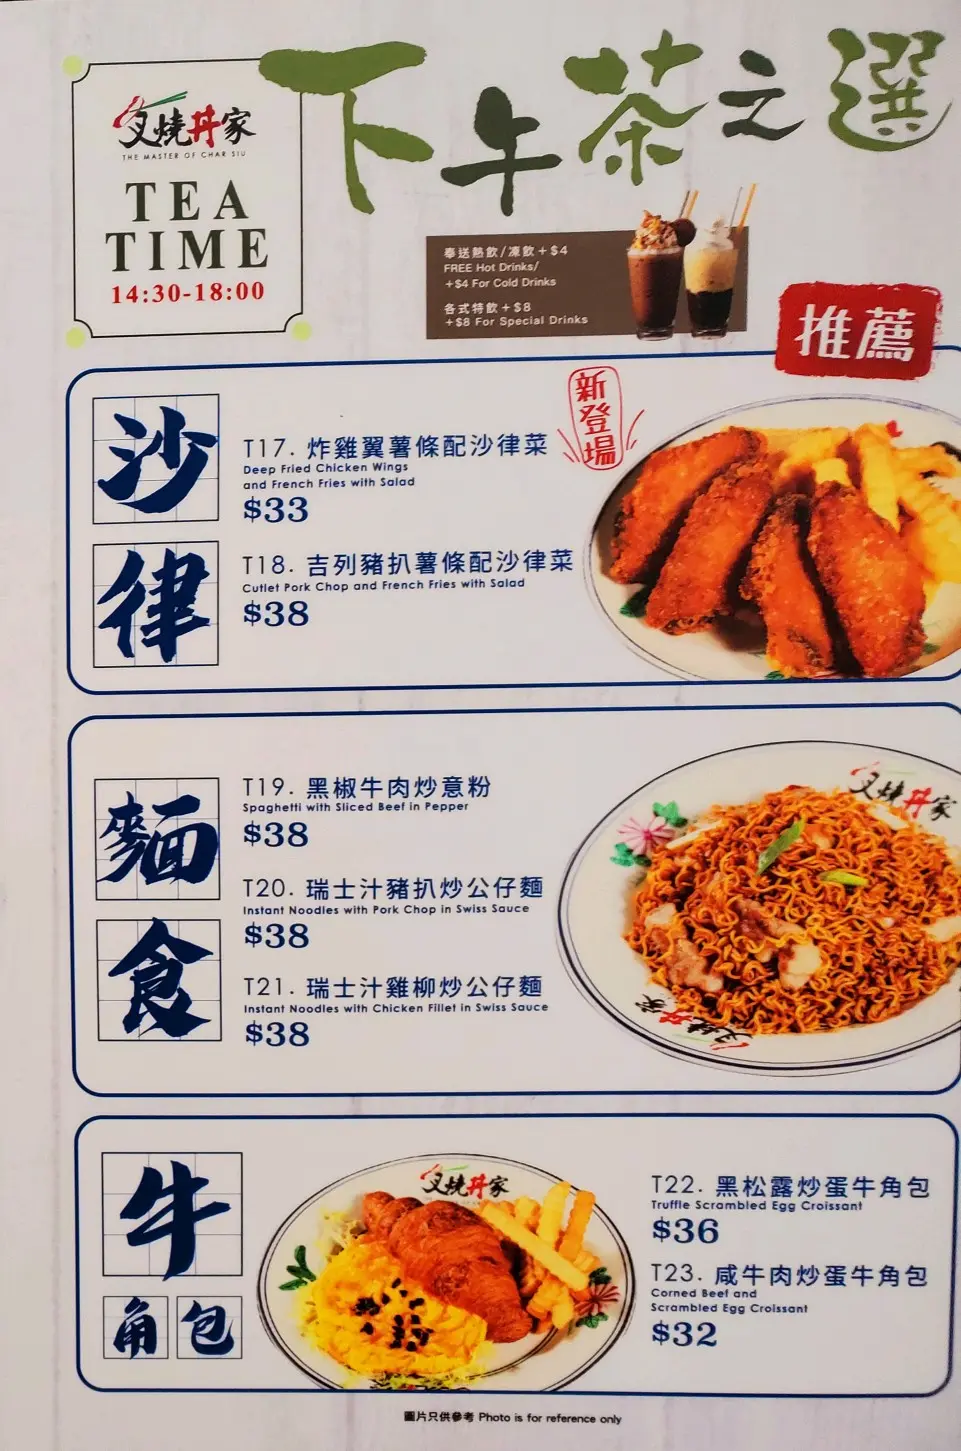 下午茶之選
叉燒丼家
THE MASTER OF CHAR SIU
TEA
TIME
14:30-18:00
奉送熱飲/凍飲+$4
FREE Hot Drinks/
+$4 For Cold Drinks
各式特飲+$8
+$8 For Special Drinks
推薦
沙律
新登場
T17. 炸雞翼薯條配沙律菜
Deep Fried Chicken Wings
and French Fries with Salad
$33
T18. 吉列豬扒薯條配沙律菜
Cutlet Pork Chop and French Fries with Salad
$38
麵食
T19. 黑椒牛肉炒意粉
Spaghetti with Sliced Beef in Pepper
$38
T20. 瑞士汁豬扒炒公仔麵
Instant Noodles with Pork Chop in Swiss Sauce
$38
T21. 瑞士汁雞柳炒公仔麵
Instant Noodles with Chicken Fillet in Swiss Sauce
$38
叉燒丼家
叉燒丼家
牛角包
叉燒丼家
T22. 黑松露炒蛋牛角包
Truffle Scrambled Egg Croissant
$36
T23. 咸牛肉炒蛋牛角包
Corned Beef and
Scrambled Egg Croissant
$32
圖片只供參考 Photo is for reference only